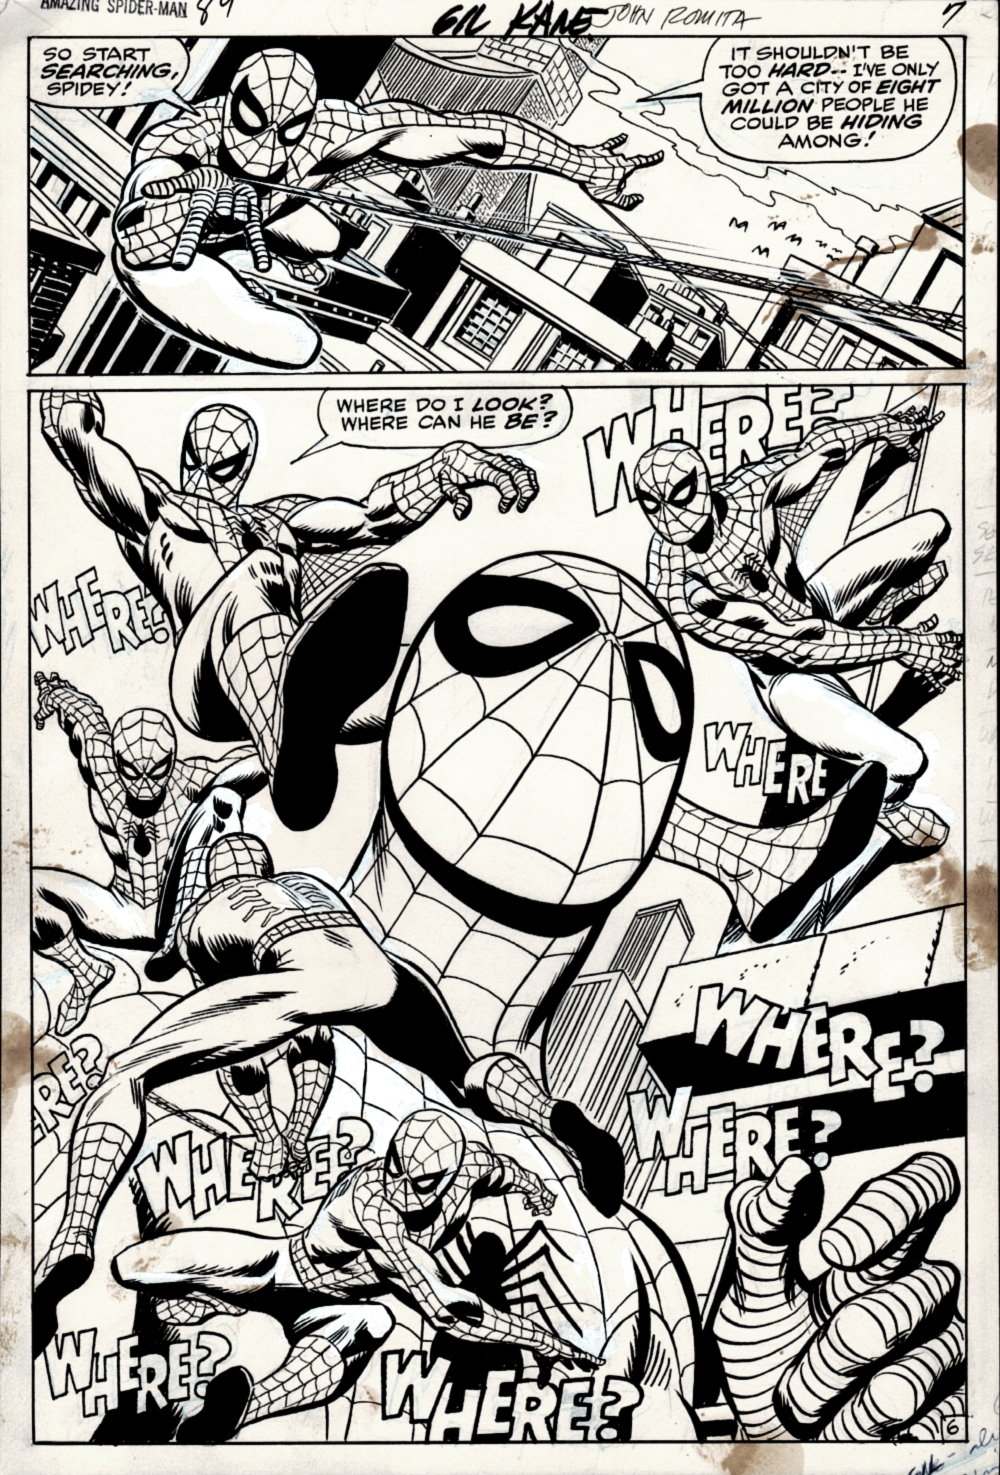 AMAZING SPIDER-MAN 89
GIL KANE JOHN ROMITA
7
SO START
SEARCHING,
SPIDEY!
IT SHOULDN'T BE
TOO HARD-- I'VE ONLY
GOT A CITY OF EIGHT
MILLION PEOPLE HE
COULD BE HIDING
AMONG!
WHERE DO I LOOK?
WHERE CAN HE BE?
WHERE?
WHERE?
WHERE
WHERE?
WHERE?
ERE?
WHERE?
WHERE?
WHERE?
6